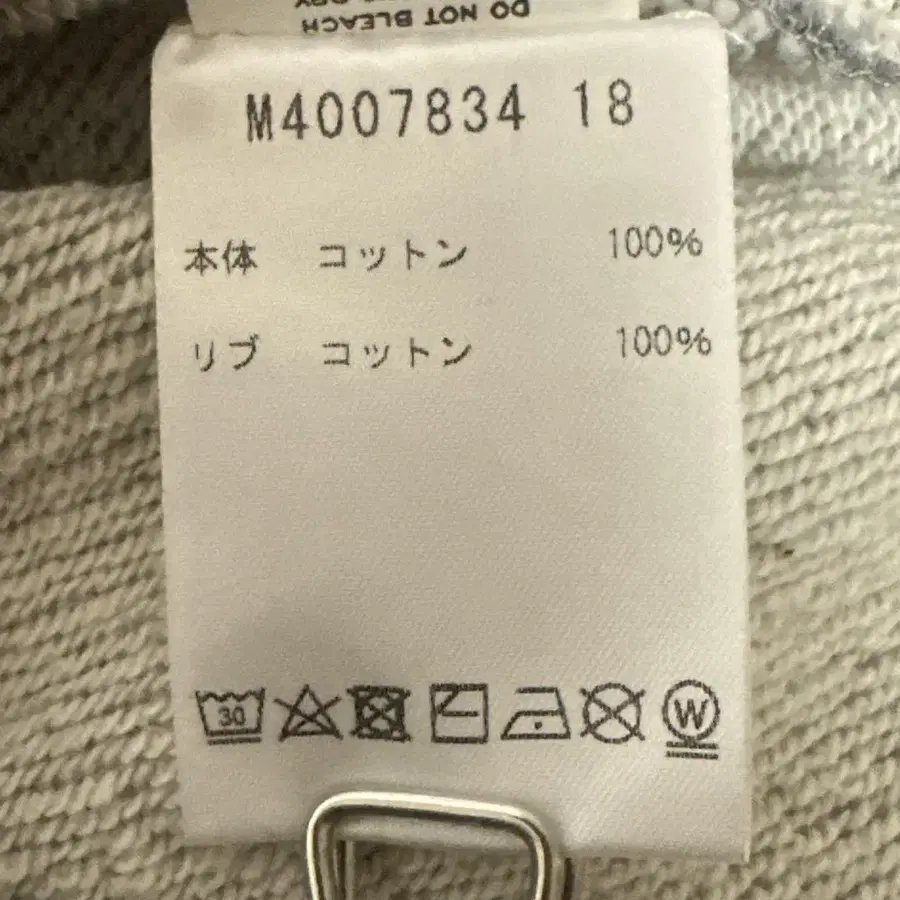 DO NOT BLEACH
M4007834 18
本体 コットン 100%
リブ コットン 100%
30
W